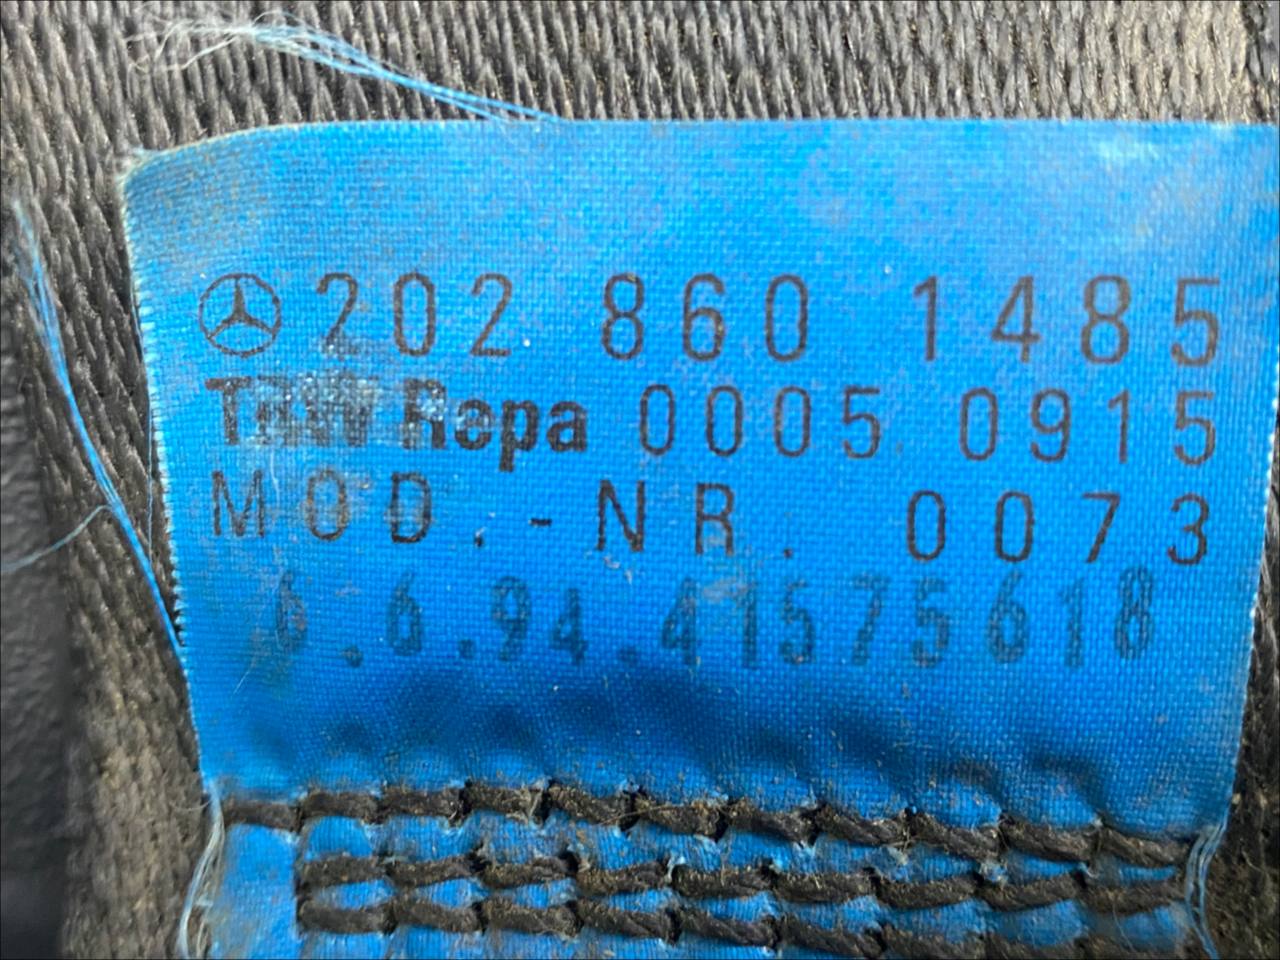 202 860 1485
TRW Repa 0005 0915
MOD.-NR. 0073
6.6.94.41575618